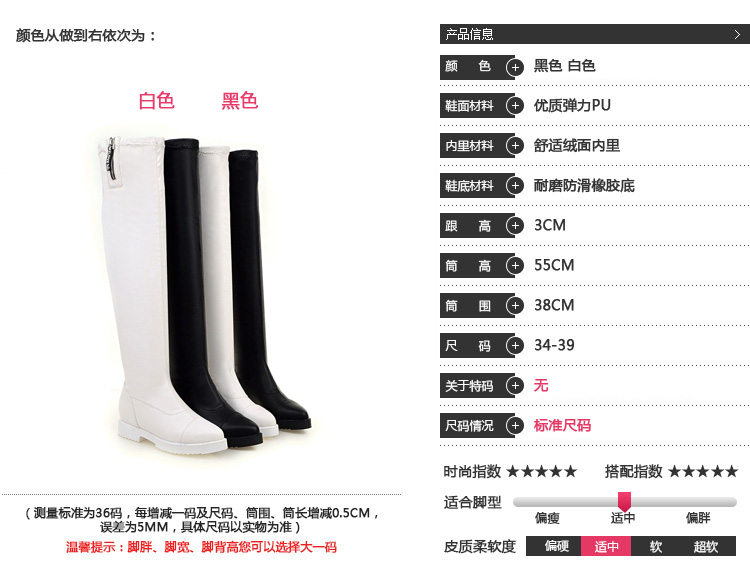 颜色从做到右依次为：
白色 黑色
（测量标准为36码，每增减一码及尺码、筒围、筒长增减0.5CM，
误差为5MM，具体尺码以实物为准）
温馨提示：脚胖、脚宽、脚背高您可以选择大一码
产品信息
颜 色 黑色 白色
鞋面材料 优质弹力PU
内里材料 舒适绒面内里
鞋底材料 耐磨防滑橡胶底
跟 高 3CM
筒 高 55CM
筒 围 38CM
尺 码 34-39
关于特码 无
尺码情况 标准尺码
时尚指数 ★★★★★ 搭配指数 ★★★★★
适合脚型
偏瘦 适中 偏胖
皮质柔软度 偏硬 适中 软 超软